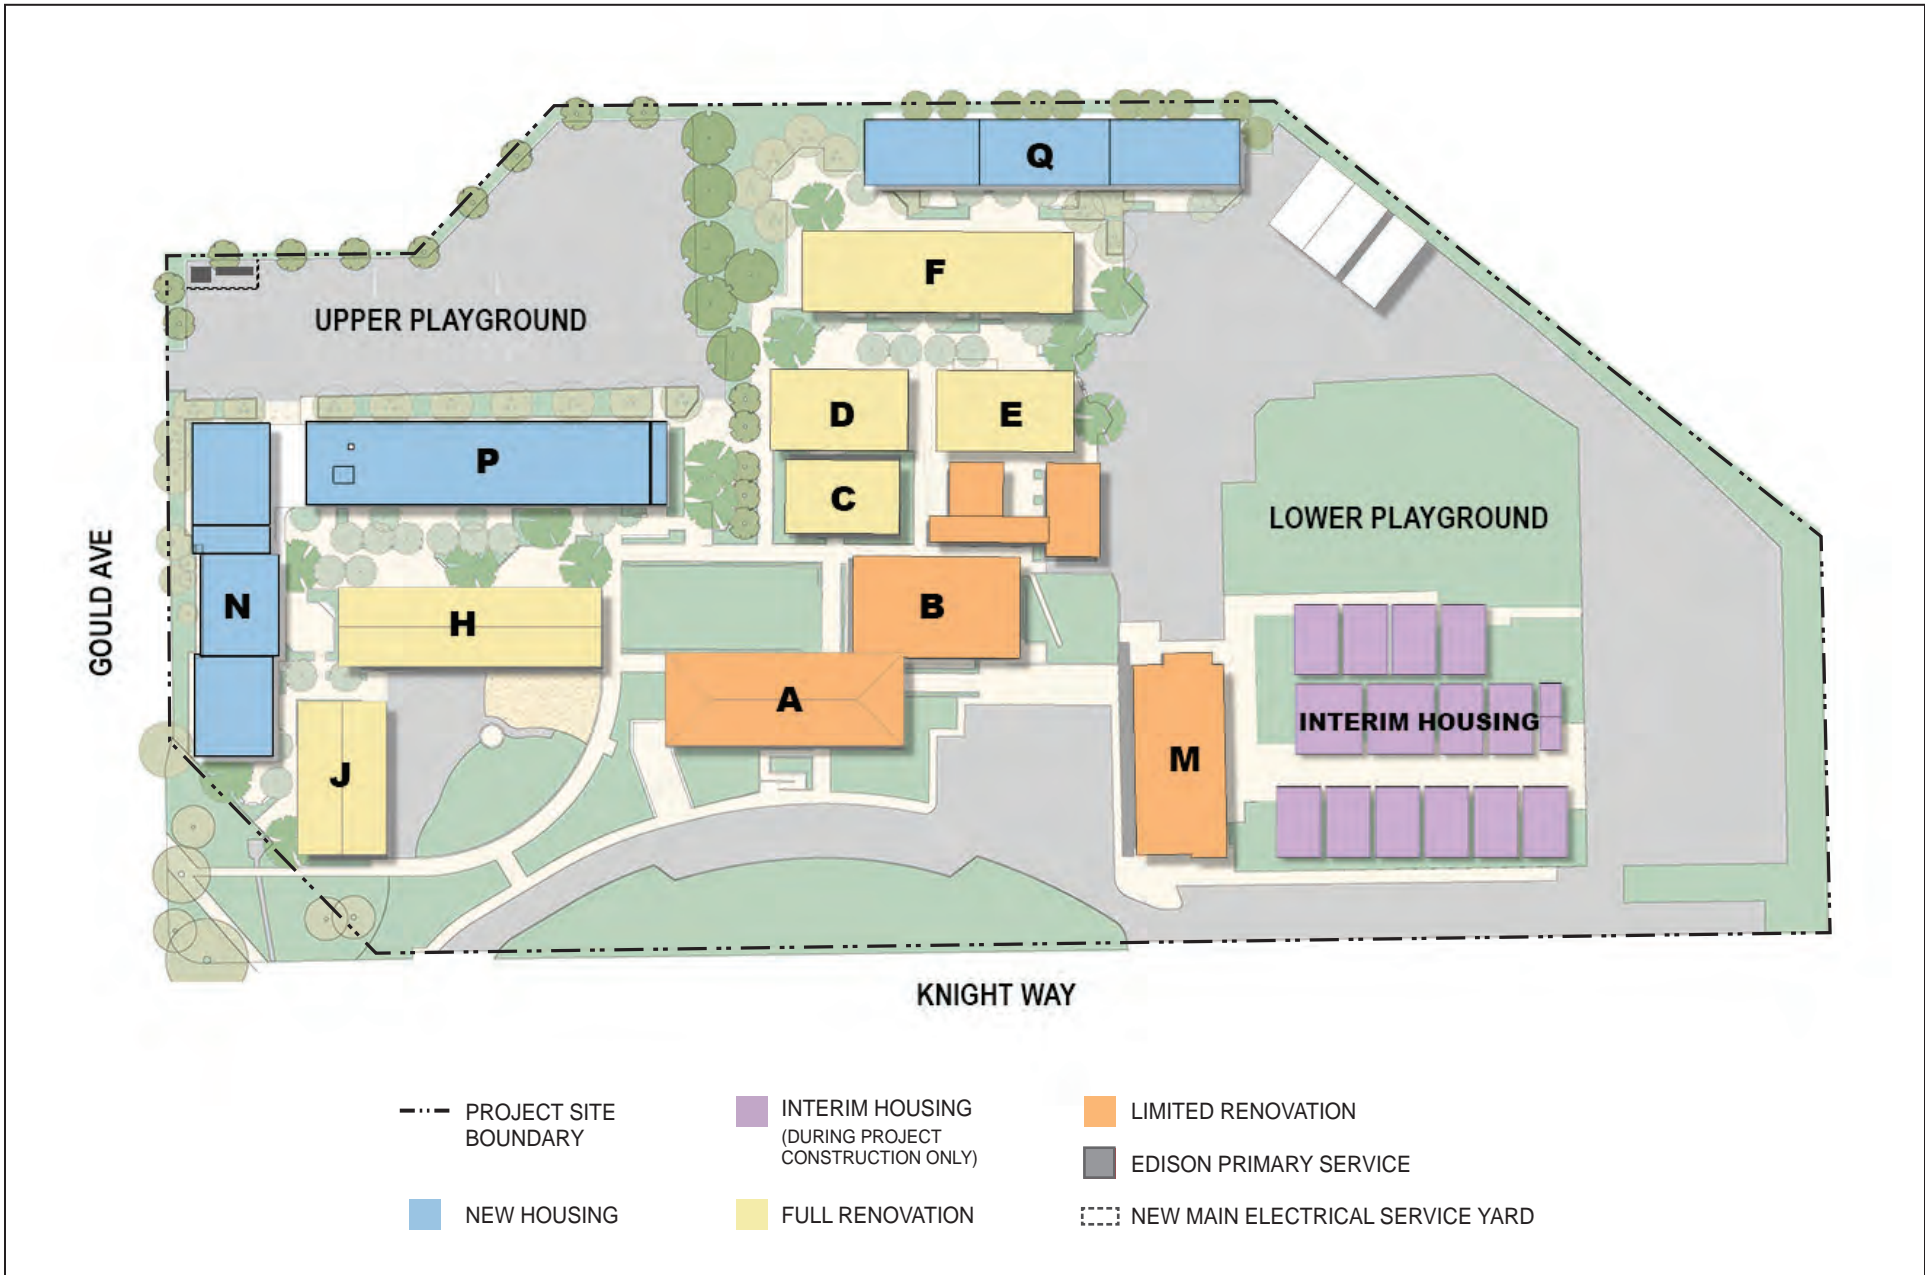 Q
F
UPPER PLAYGROUND
D
E
P
C
LOWER PLAYGROUND
GOULD AVE
N
H
B
A
INTERIM HOUSING
M
J
KNIGHT WAY
PROJECT SITE
BOUNDARY
INTERIM HOUSING
(DURING PROJECT
CONSTRUCTION ONLY)
LIMITED RENOVATION
EDISON PRIMARY SERVICE
NEW HOUSING
FULL RENOVATION
NEW MAIN ELECTRICAL SERVICE YARD